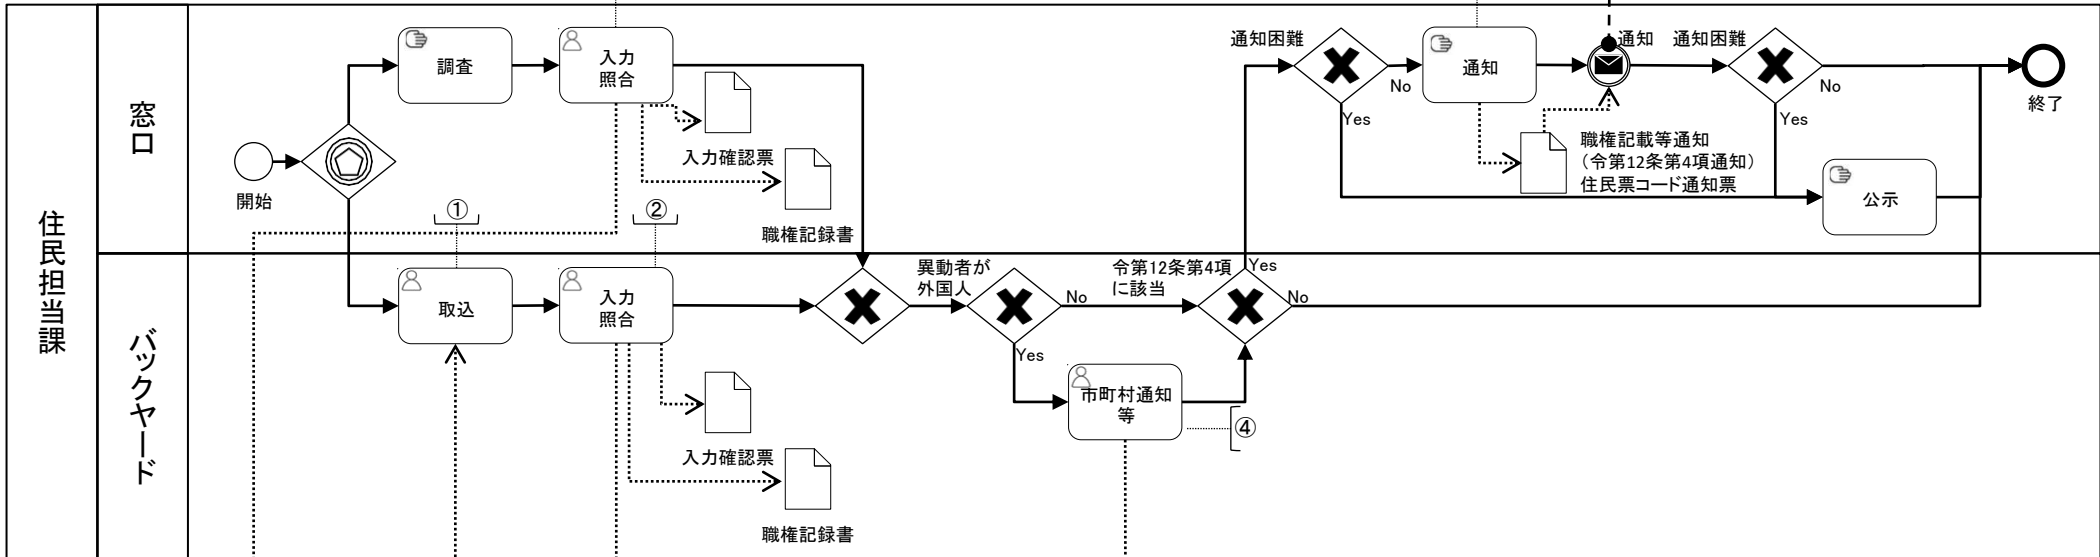 住民担当課
窓口
開始
調査
入力
照合
入力確認票
職権記録書
①
②
通知困難
No
Yes
通知
通知
職権記載等通知
（令第12条第4項通知）
住民票コード通知票
通知困難
No
Yes
公示
終了
バックヤード
取込
入力
照合
入力確認票
職権記録書
異動者が
外国人
No
Yes
市町村通知
等
④
令第12条第4項
に該当
Yes
No